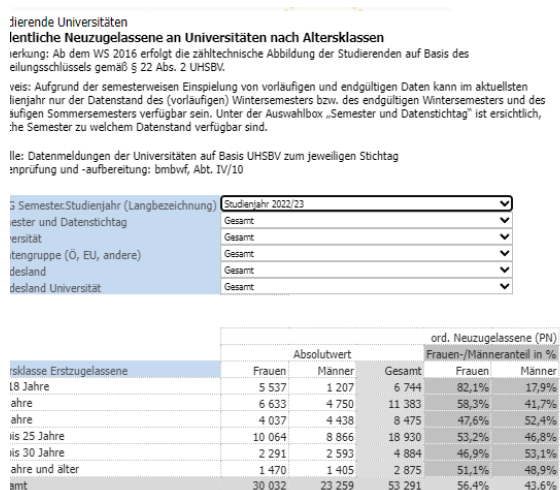 dierende Universitäten
dentliche Neuzugelassene an Universitäten nach Altersklassen
erkung: Ab dem WS 2016 erfolgt die zähltechnische Abbildung der Studierenden auf Basis des
eilungsschlüssels gemäß § 22 Abs. 2 UHSBV.
weis: Aufgrund der semesterweisen Einspielung von vorläufigen und endgültigen Daten kann im aktuellsten
dienjahr nur der Datenstand des (vorläufigen) Wintersemesters bzw. des endgültigen Wintersemesters und des
äufigen Sommersemesters verfügbar sein. Unter der Auswahlbox „Semester und Datenstichtag" ist ersichtlich,
che Semester zu welchem Datenstand verfügbar sind.
lle: Datenmeldungen der Universitäten auf Basis UHSBV zum jeweiligen Stichtag
enprüfung und -aufbereitung: bmbwf, Abt. IV/10
G Semester.Studienjahr (Langbezeichnung) Studienjahr 2022/23
ester und Datenstichtag Gesamt
versität Gesamt
atengruppe (Ö, EU, andere) Gesamt
desland Gesamt
desland Universität Gesamt
ord. Neuzugelassene (PN)
Absolutwert Frauen-/Männeranteil in %
rsklasse Erstzugelassene Frauen Männer Gesamt Frauen Männer
18 Jahre 5 537 1 207 6 744 82,1% 17,9%
ahre 6 633 4 750 11 383 58,3% 41,7%
ahre 4 037 4 438 8 475 47,6% 52,4%
is 25 Jahre 10 064 8 866 18 930 53,2% 46,8%
is 30 Jahre 2 291 2 593 4 884 46,9% 53,1%
ahre und älter 1 470 1 405 2 875 51,1% 48,9%
amt 30 032 23 259 53 291 56,4% 43,6%